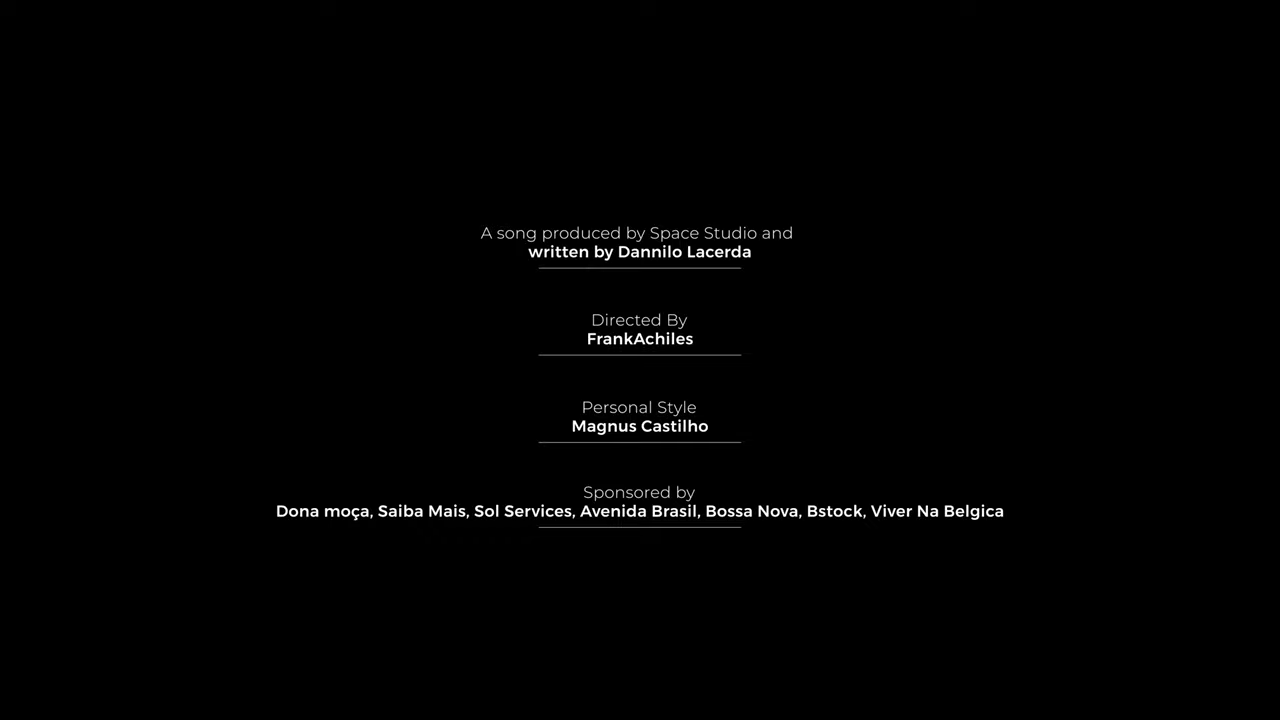 A song produced by Space Studio and
written by Dannilo Lacerda
Directed By
FrankAchiles
Personal Style
Magnus Castilho
Sponsored by
Dona moça, Saiba Mais, Sol Services, Avenida Brasil, Bossa Nova, Bstock, Viver Na Belgica